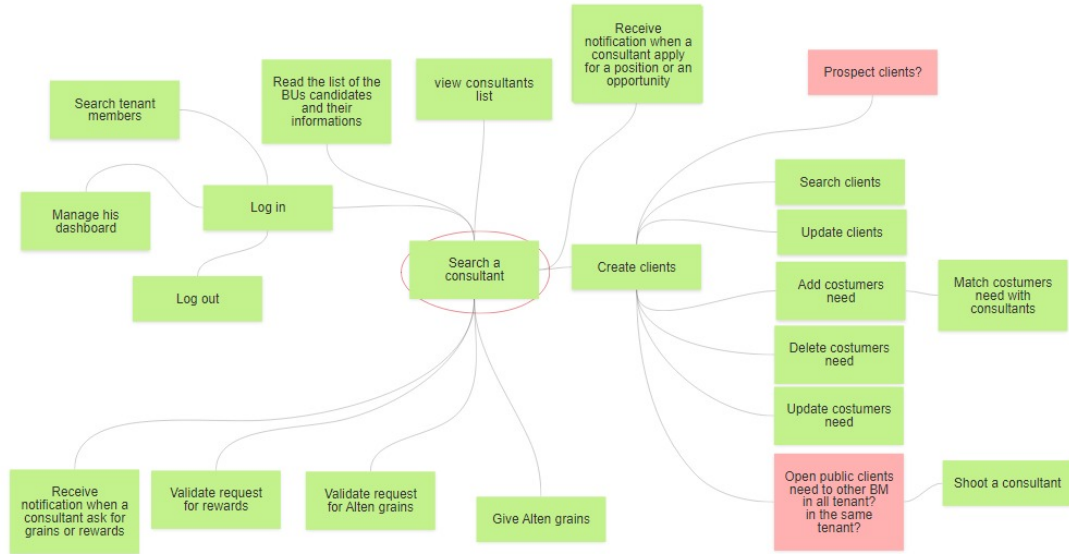 Receive
notification when a
consultant apply
for a position or an
opportunity
Prospect clients?
view consultants
list
Read the list of the
BUs candidates
and their
informations
Search tenant
members
Search clients
Manage his
dashboard
Log in
Update clients
Search a
consultant
Create clients
Log out
Add costumers
need
Match costumers
need with
consultants
Delete costumers
need
Update costumers
need
Receive
notification when a
consultant ask for
grains or rewards
Validate request
for rewards
Validate request
for Alten grains
Give Alten grains
Open public clients
need to other BM
in all tenant?
in the same
tenant?
Shoot a consultant